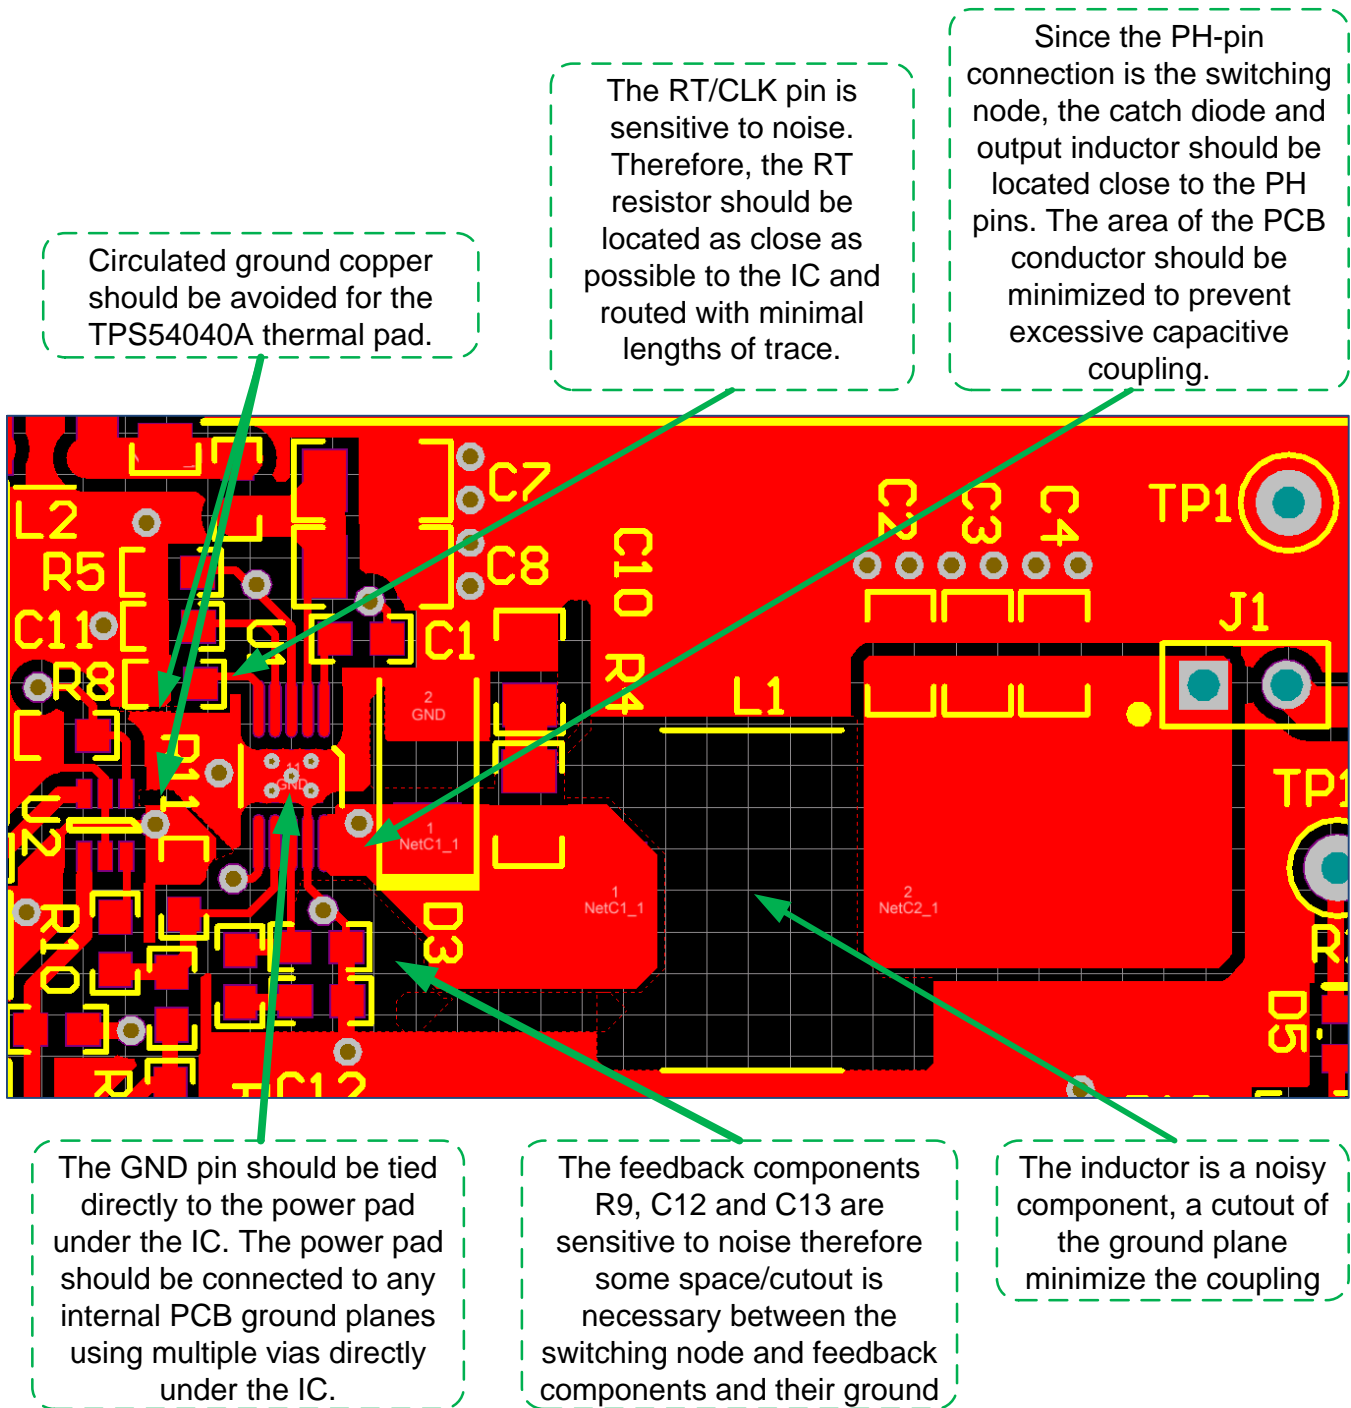 Since the PH-pin
connection is the switching
node, the catch diode and
output inductor should be
located close to the PH
pins. The area of the PCB
conductor should be
minimized to prevent
excessive capacitive
coupling.
The RT/CLK pin is
sensitive to noise.
Therefore, the RT
resistor should be
located as close as
possible to the IC and
routed with minimal
lengths of trace.
Circulated ground copper
should be avoided for the
TPS54040A thermal pad.
L2
C7
C2
C3
C4
TP1
R5
C8
C10
C11
U1
C1
J1
R8
R4
2
GND
L1
R11
11
GND
TP1
U2
1
NetC1_1
1
NetC1_1
2
NetC2_1
R10
D3
D5
R
C12
The GND pin should be tied
directly to the power pad
under the IC. The power pad
should be connected to any
internal PCB ground planes
using multiple vias directly
under the IC.
The feedback components
R9, C12 and C13 are
sensitive to noise therefore
some space/cutout is
necessary between the
switching node and feedback
components and their ground
The inductor is a noisy
component, a cutout of
the ground plane
minimize the coupling